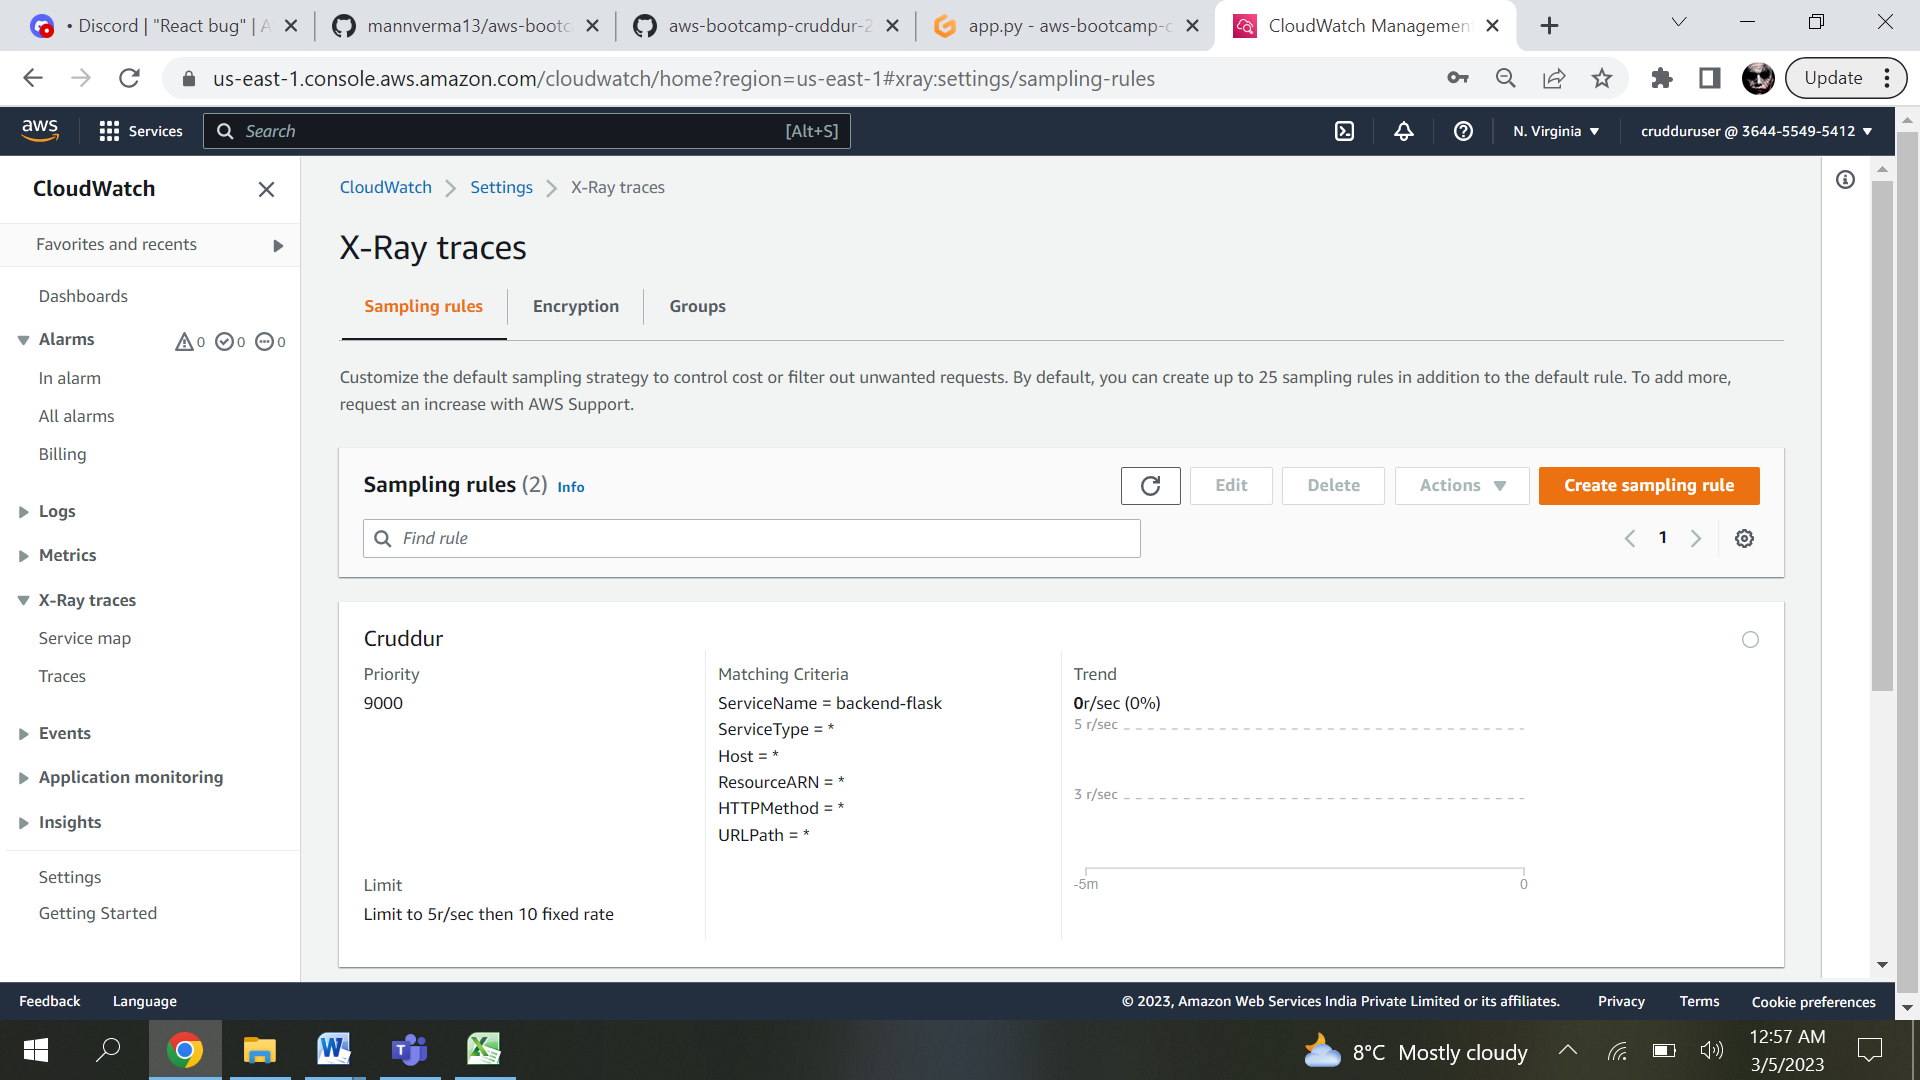 • Discord | "React bug" | A
mannverma13/aws-bootc
aws-bootcamp-cruddur-2
app.py - aws-bootcamp-c
CloudWatch Management
us-east-1.console.aws.amazon.com/cloudwatch/home?region=us-east-1#xray:settings/sampling-rules
Update
aws
Services
Search
[Alt+S]
N. Virginia
crudduruser @ 3644-5549-5412
CloudWatch
Favorites and recents
Dashboards
Alarms
0
0
0
In alarm
All alarms
Billing
Logs
Metrics
X-Ray traces
Service map
Traces
Events
Application monitoring
Insights
Settings
Getting Started
CloudWatch
Settings
X-Ray traces
X-Ray traces
Sampling rules
Encryption
Groups
Customize the default sampling strategy to control cost or filter out unwanted requests. By default, you can create up to 25 sampling rules in addition to the default rule. To add more,
request an increase with AWS Support.
Sampling rules (2)
Info
Edit
Delete
Actions
Create sampling rule
Find rule
1
Cruddur
Priority
9000
Limit
Limit to 5r/sec then 10 fixed rate
Matching Criteria
ServiceName = backend-flask
ServiceType = *
Host = *
ResourceARN = *
HTTPMethod = *
URLPath = *
Trend
0r/sec (0%)
5 r/sec
3 r/sec
-5m
0
Feedback
Language
© 2023, Amazon Web Services India Private Limited or its affiliates.
Privacy
Terms
Cookie preferences
8°C Mostly cloudy
12:57 AM
3/5/2023